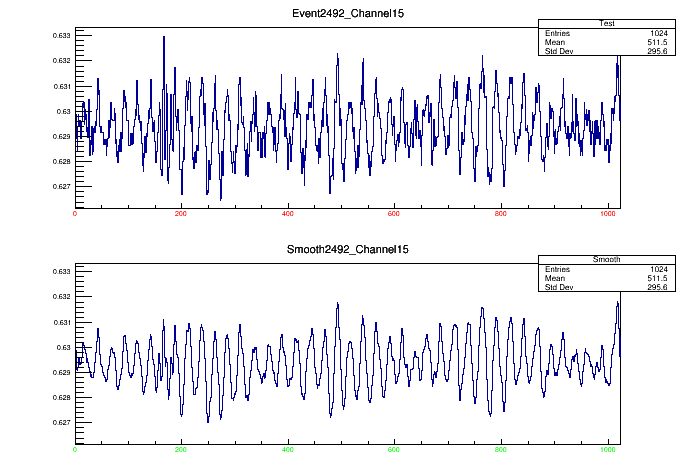 Event2492_Channel15
Test
Entries 1024
Mean 511.5
Std Dev 295.6
0.633
0.632
0.631
0.63
0.629
0.628
0.627
0 200 400 600 800 1000
Smooth2492_Channel15
Smooth
Entries 1024
Mean 511.5
Std Dev 295.6
0.633
0.632
0.631
0.63
0.629
0.628
0.627
0 200 400 600 800 1000